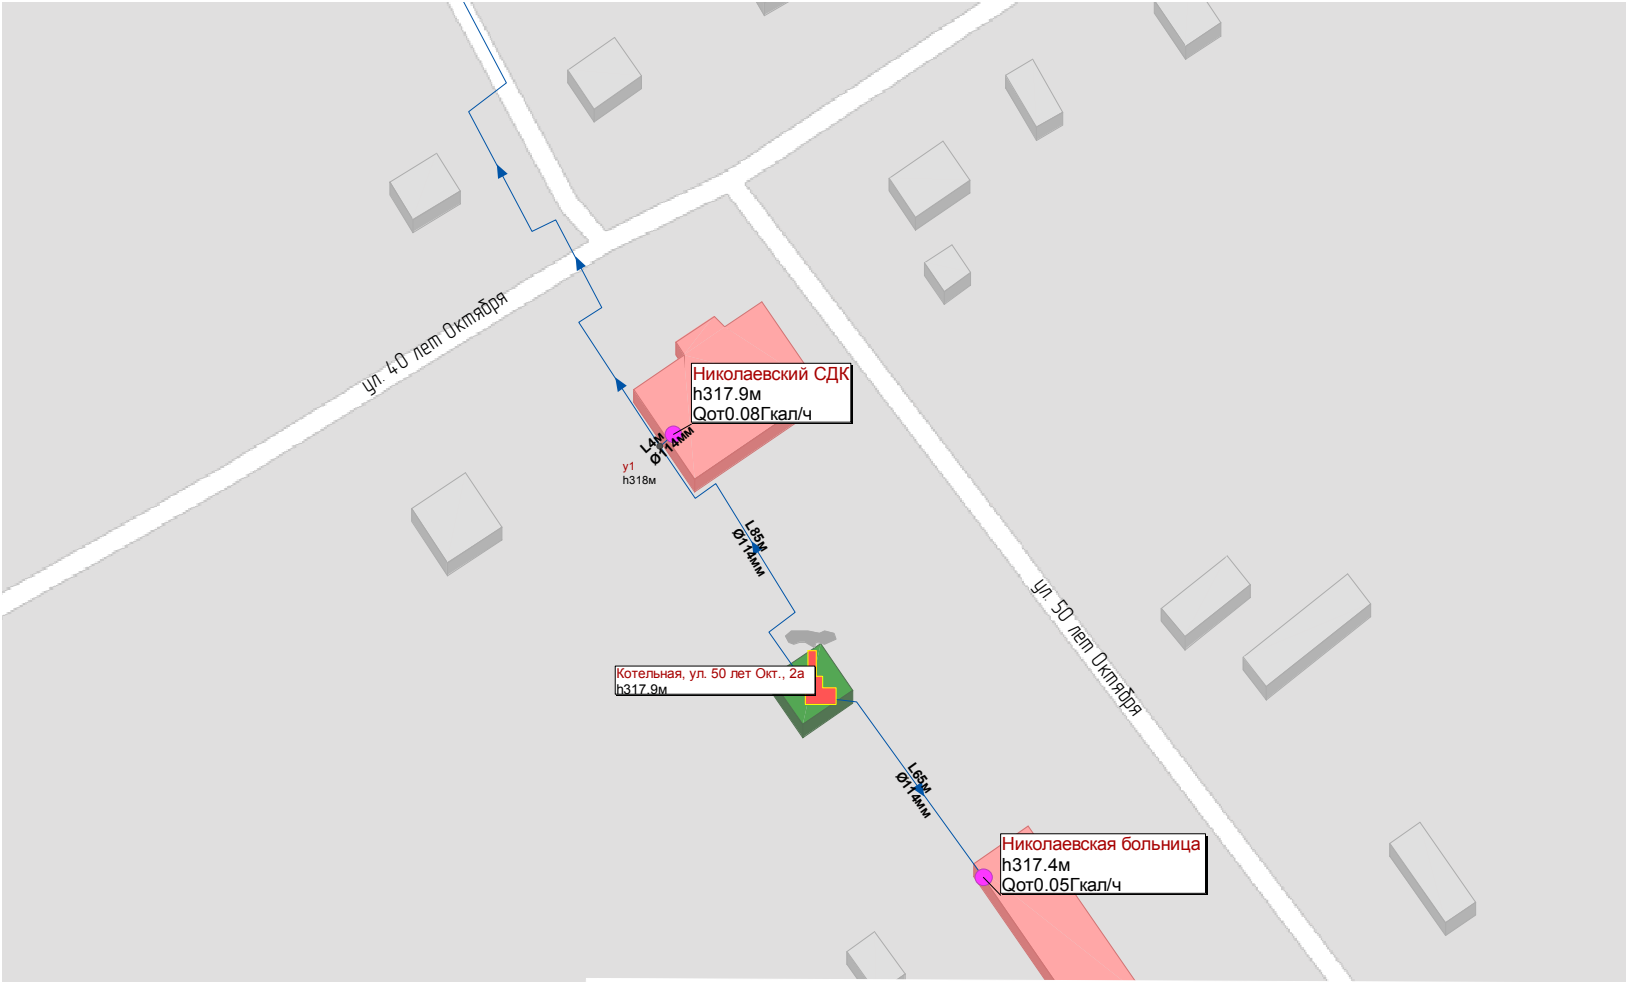 ул. 40 лет Октября
Николаевский СДК
h317.9м
Qот0.08Гкал/ч
L4м
Ø114мм
у1
h318м
L85м
Ø114мм
ул. 50 лет Октября
Котельная, ул. 50 лет Окт., 2а
h317.9м
L65м
Ø114мм
Николаевская больница
h317.4м
Qот0.05Гкал/ч